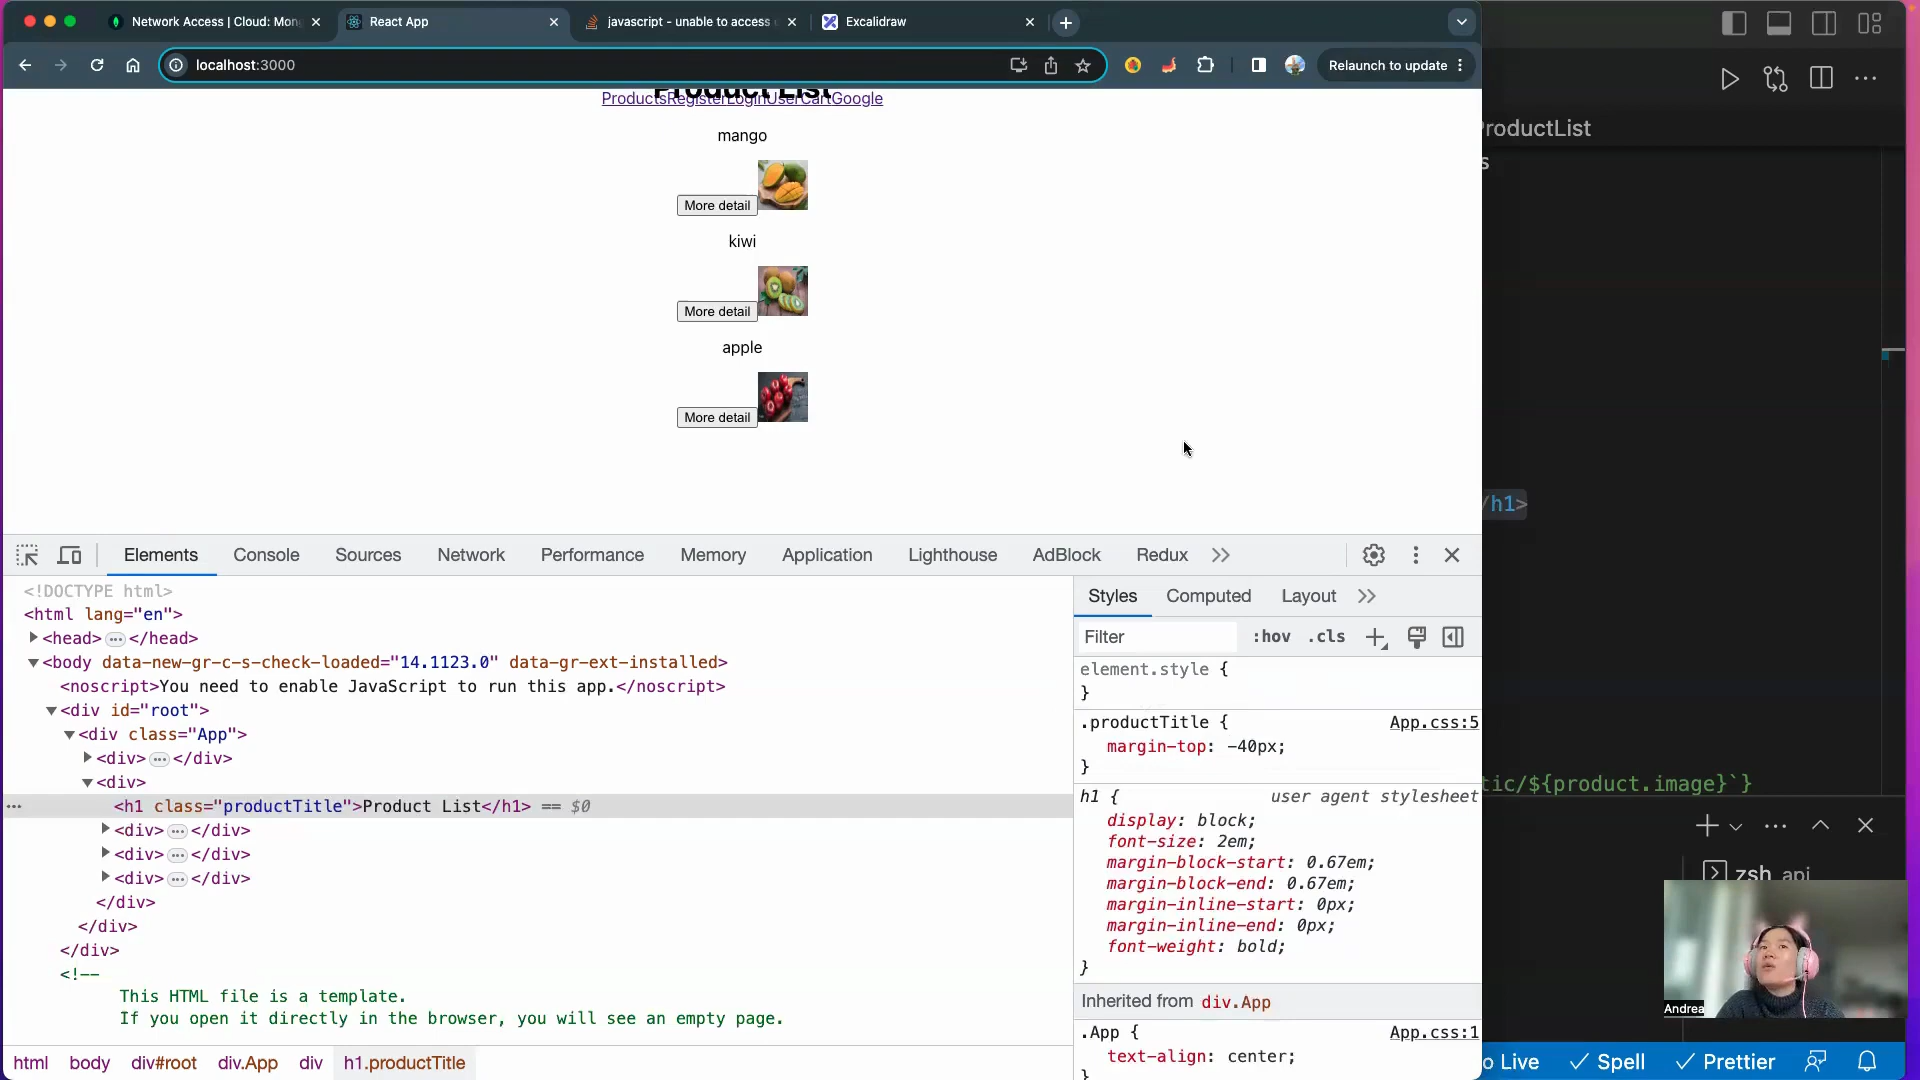 Network Access | Cloud: Mon
React App
javascript - unable to access
Excalidraw
localhost:3000
Relaunch to update
Product List
ProductsRegisterLoginUserCartGoogle
mango
More detail
kiwi
More detail
apple
More detail
Elements
Console
Sources
Network
Performance
Memory
Application
Lighthouse
AdBlock
Redux
<!DOCTYPE html>
<html lang="en">
<head> … </head>
<body data-new-gr-c-s-check-loaded="14.1123.0" data-gr-ext-installed>
<noscript>You need to enable JavaScript to run this app.</noscript>
<div id="root">
<div class="App">
<div> … </div>
<div>
<h1 class="productTitle">Product List</h1> == $0
<div> … </div>
<div> … </div>
<div> … </div>
</div>
</div>
</div>
<!--
This HTML file is a template.
If you open it directly in the browser, you will see an empty page.
html
body
div#root
div.App
div
h1.productTitle
Styles
Computed
Layout
Filter
:hov
.cls
element.style {
}
.productTitle {
App.css:5
margin-top: -40px;
}
h1 {
user agent stylesheet
display: block;
font-size: 2em;
margin-block-start: 0.67em;
margin-block-end: 0.67em;
margin-inline-start: 0px;
margin-inline-end: 0px;
font-weight: bold;
}
Inherited from div.App
.App {
App.css:1
text-align: center;
}
roductList
s
/h1>
tic/${product.image}`}
zsh api
Andrea
o Live
Spell
Prettier